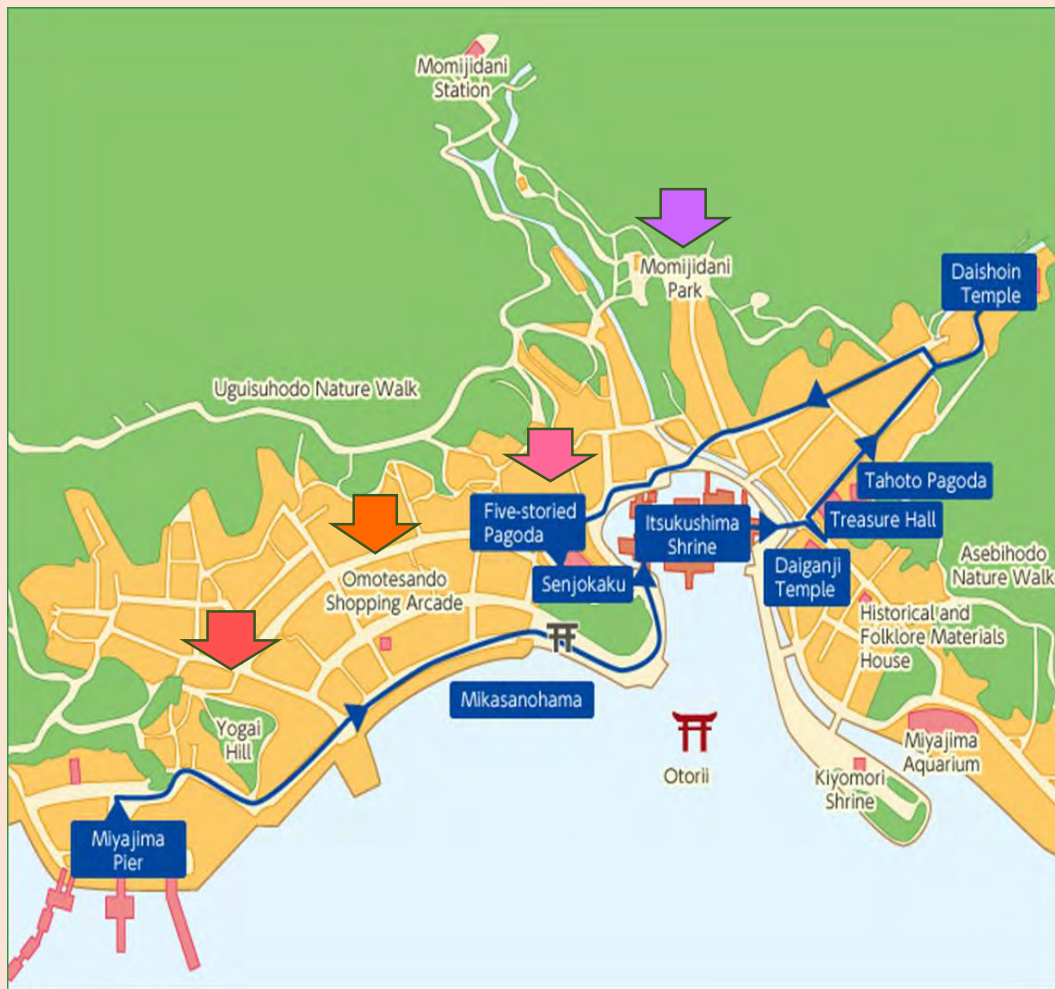 Momijidani
Station
Momijidani
Park
Daishoin
Temple
Uguisuhodo Nature Walk
Tahoto Pagoda
Five-storied
Pagoda
Itsukushima
Shrine
Treasure Hall
Asebihodo
Nature Walk
Daiganji
Temple
Senjokaku
Omotesando
Shopping Arcade
Historical and
Folklore Materials
House
Mikasanohama
Yogai
Hill
Otorii
Miyajima
Aquarium
Kiyomori
Shrine
Miyajima
Pier